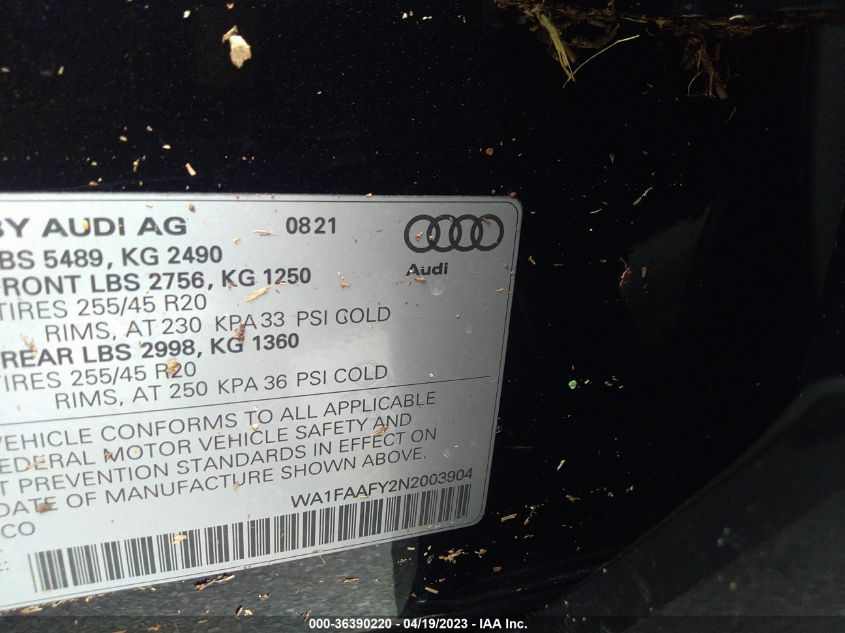 BY AUDI AG 0821
BS 5489, KG 2490
Audi
FRONT LBS 2756, KG 1250
TIRES 255/45 R20
RIMS, AT 230 KPA 33 PSI COLD
REAR LBS 2998, KG 1360
TIRES 255/45 R20
RIMS, AT 250 KPA 36 PSI COLD
VEHICLE CONFORMS TO ALL APPLICABLE
FEDERAL MOTOR VEHICLE SAFETY AND
T PREVENTION STANDARDS IN EFFECT ON
DATE OF MANUFACTURE SHOWN ABOVE.
WA1FAAFY2N2003904
CO
000-36390220 - 04/19/2023 - IAA Inc.